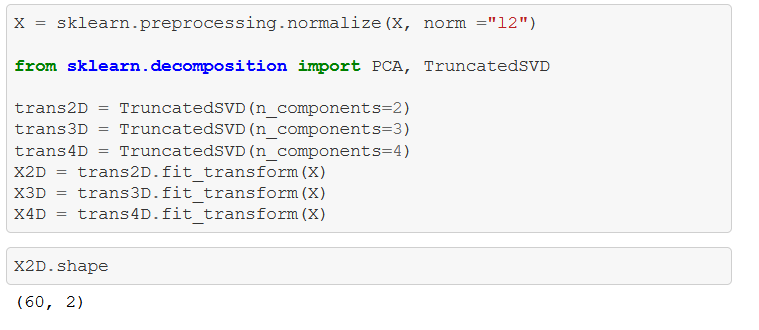 X = sklearn.preprocessing.normalize(X, norm ="l2")
from sklearn.decomposition import PCA, TruncatedSVD
trans2D = TruncatedSVD(n_components=2)
trans3D = TruncatedSVD(n_components=3)
trans4D = TruncatedSVD(n_components=4)
X2D = trans2D.fit_transform(X)
X3D = trans3D.fit_transform(X)
X4D = trans4D.fit_transform(X)
X2D.shape
(60, 2)